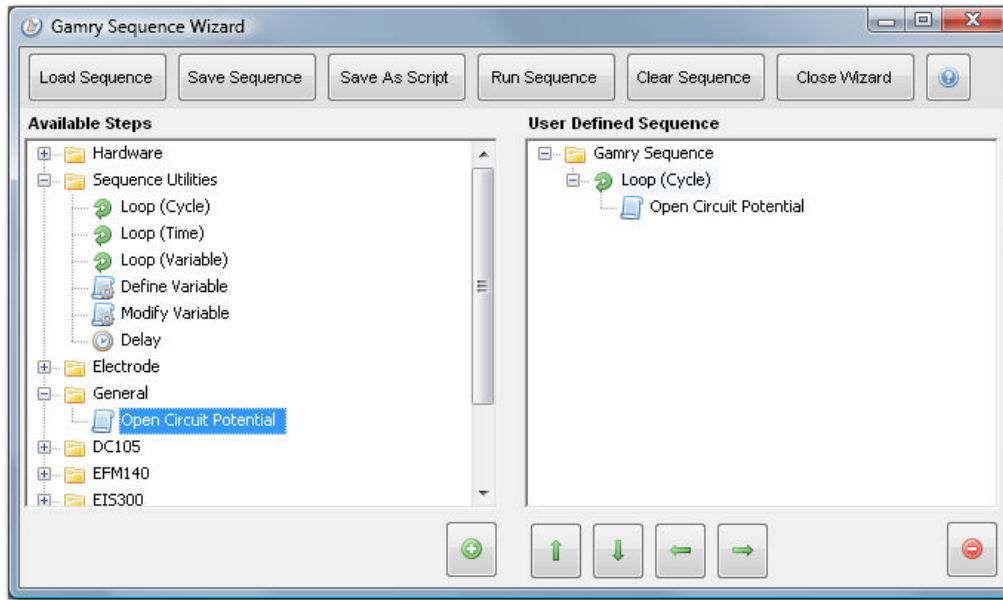 Gamry Sequence Wizard
Load Sequence
Save Sequence
Save As Script
Run Sequence
Clear Sequence
Close Wizard
Available Steps
Hardware
Sequence Utilities
Loop (Cycle)
Loop (Time)
Loop (Variable)
Define Variable
Modify Variable
Delay
Electrode
General
Open Circuit Potential
DC105
EFM140
EIS300
User Defined Sequence
Gamry Sequence
Loop (Cycle)
Open Circuit Potential